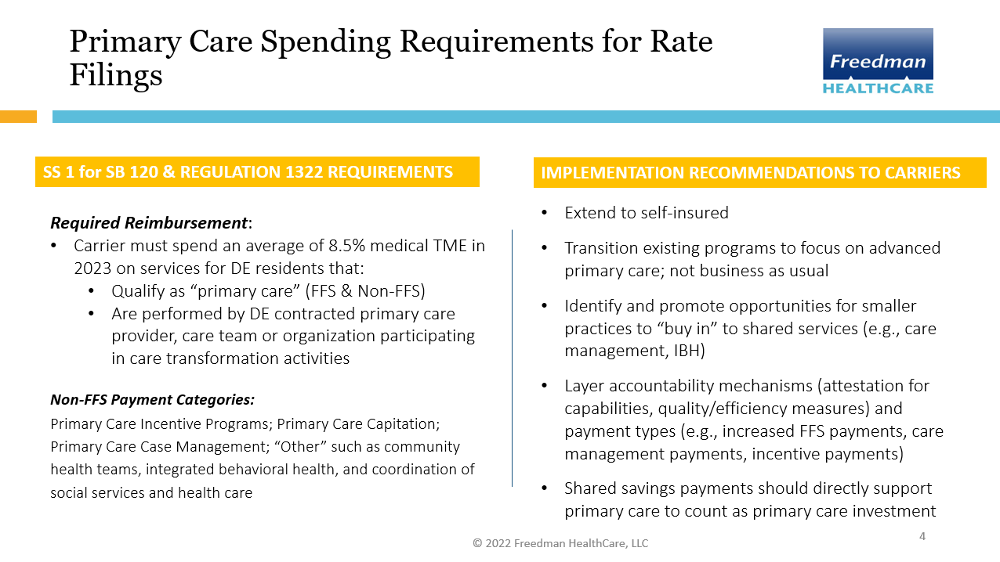 Primary Care Spending Requirements for Rate
Filings
Freedman
HEALTHCARE
SS 1 for SB 120 & REGULATION 1322 REQUIREMENTS
Required Reimbursement:
• Carrier must spend an average of 8.5% medical TME in
2023 on services for DE residents that:
• Qualify as “primary care” (FFS & Non-FFS)
• Are performed by DE contracted primary care
provider, care team or organization participating
in care transformation activities
Non-FFS Payment Categories:
Primary Care Incentive Programs; Primary Care Capitation;
Primary Care Case Management; “Other” such as community
health teams, integrated behavioral health, and coordination of
social services and health care
IMPLEMENTATION RECOMMENDATIONS TO CARRIERS
• Extend to self-insured
• Transition existing programs to focus on advanced
primary care; not business as usual
• Identify and promote opportunities for smaller
practices to “buy in” to shared services (e.g., care
management, IBH)
• Layer accountability mechanisms (attestation for
capabilities, quality/efficiency measures) and
payment types (e.g., increased FFS payments, care
management payments, incentive payments)
• Shared savings payments should directly support
primary care to count as primary care investment
© 2022 Freedman HealthCare, LLC
4